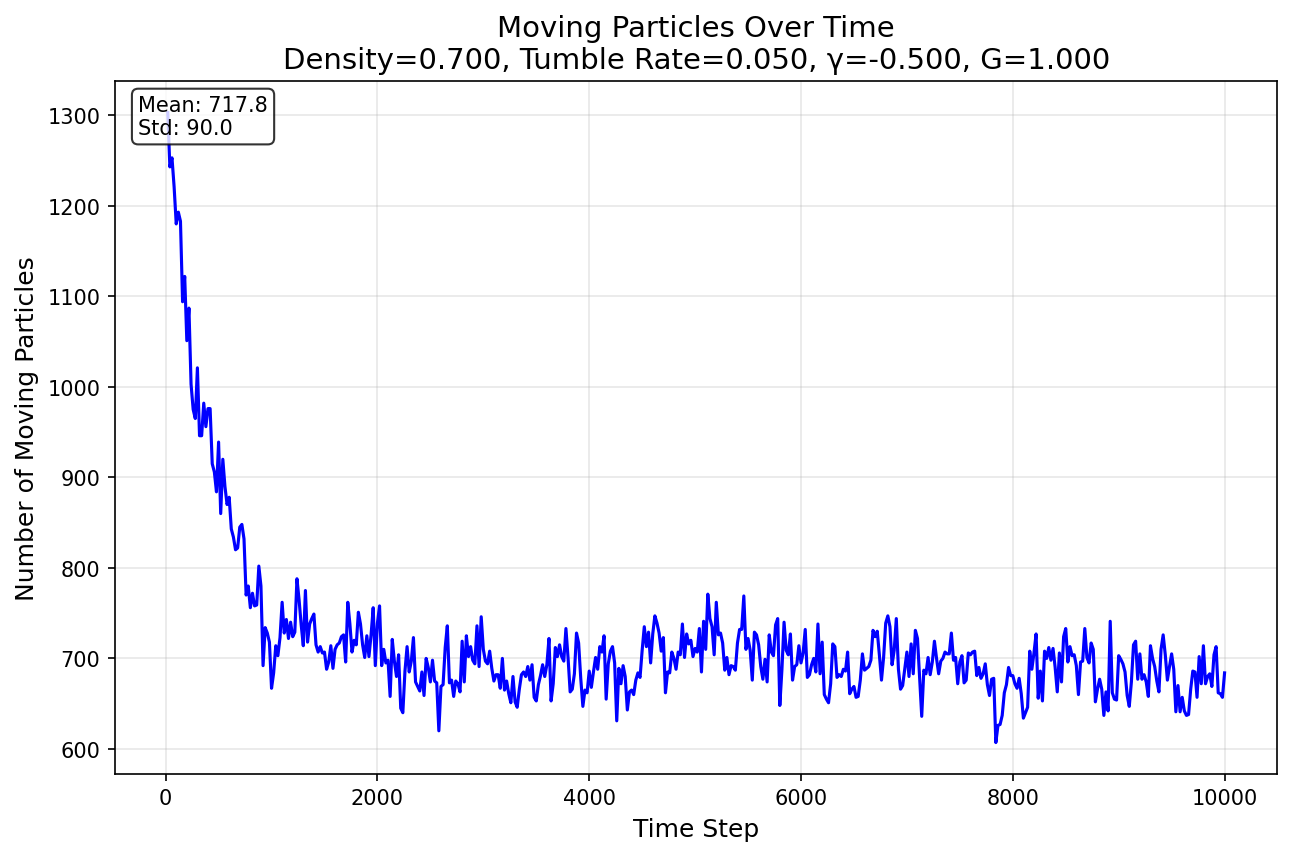 Moving Particles Over Time
Density=0.700, Tumble Rate=0.050, γ=-0.500, G=1.000
Mean: 717.8
Std: 90.0
Number of Moving Particles
1300
1200
1100
1000
900
800
700
600
0
2000
4000
6000
8000
10000
Time Step